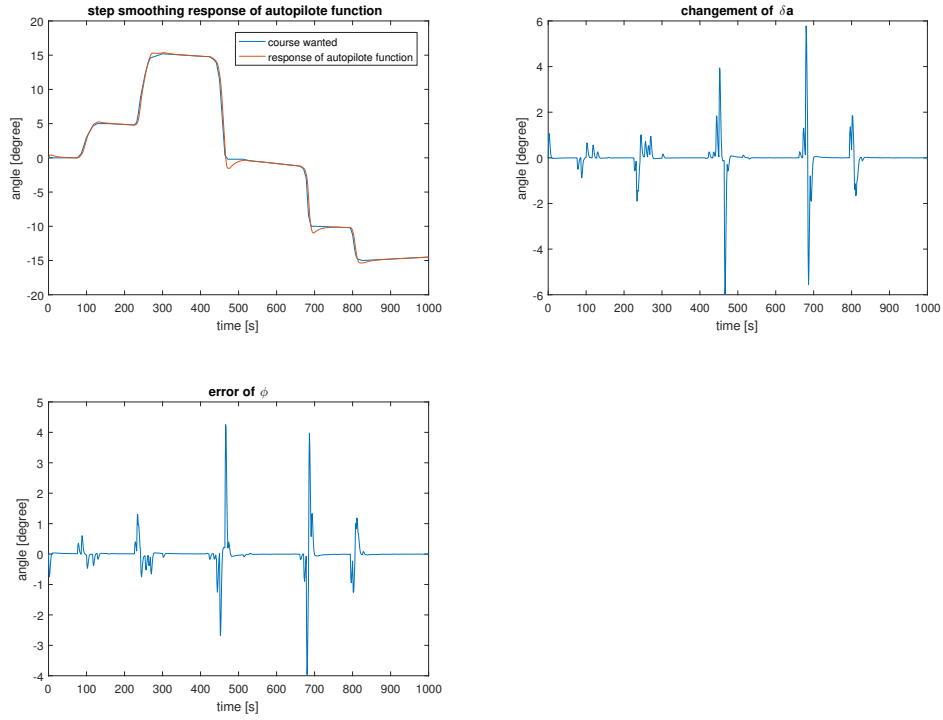 step smoothing response of autopilote function
course wanted
response of autopilote function
20
15
10
5
0
-5
-10
-15
-20
angle [degree]
0 100 200 300 400 500 600 700 800 900 1000
time [s]
changement of δa
6
4
2
0
-2
-4
-6
angle [degree]
0 100 200 300 400 500 600 700 800 900 1000
time [s]
error of ϕ
5
4
3
2
1
0
-1
-2
-3
-4
angle [degree]
0 100 200 300 400 500 600 700 800 900 1000
time [s]